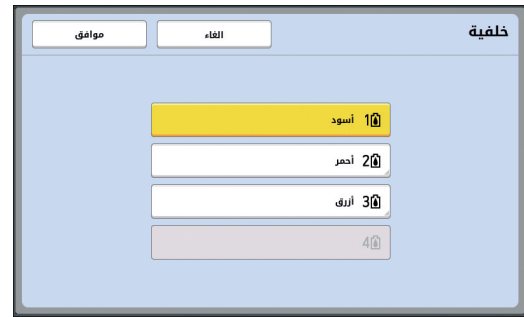 خلفية
الغاء
موافق
1 أسود
2 أحمر
3 أزرق
4